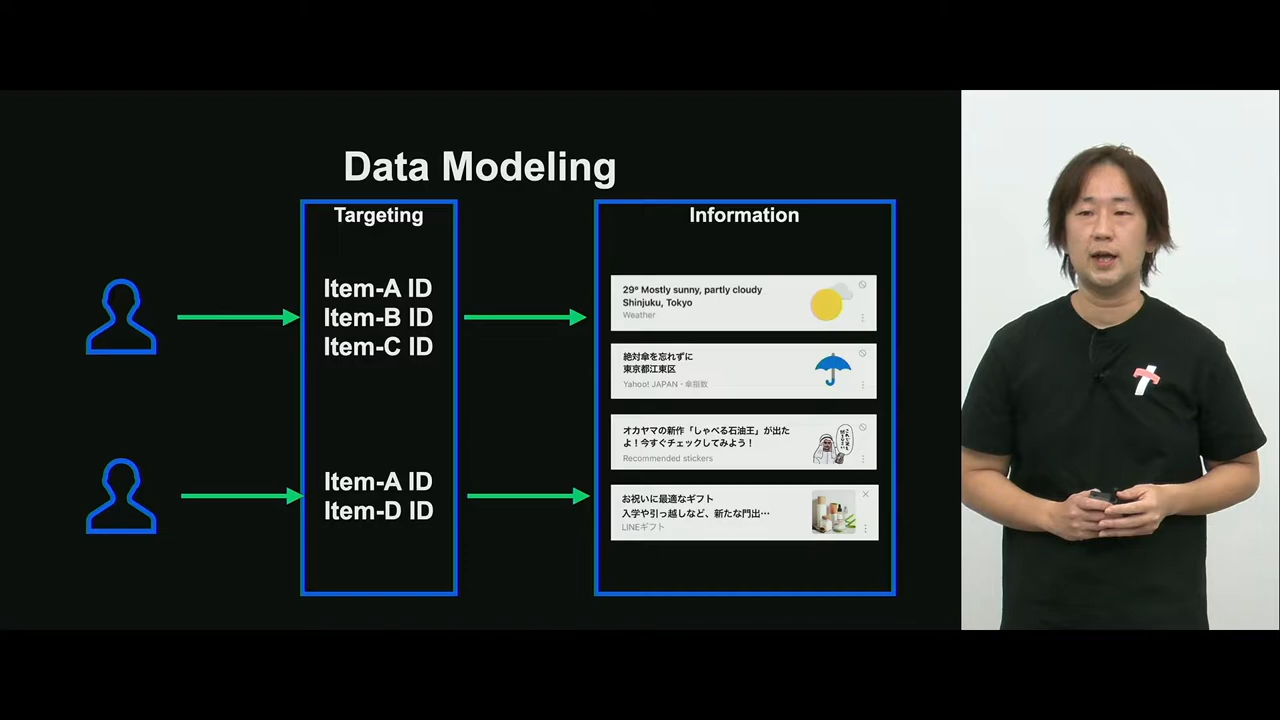 Data Modeling
Targeting
Item-A ID
Item-B ID
Item-C ID
Item-A ID
Item-D ID
Information
29° Mostly sunny, partly cloudy
Shinjuku, Tokyo
Weather
絶対傘を忘れずに
東京都江東区
Yahoo! JAPAN・傘指数
オカヤマの新作「しゃべる石油王」が出た
よ！今すぐチェックしてみよう！
Recommended stickers
お祝いに最適なギフト
入学や引っ越しなど、新たな門出…
LINEギフト